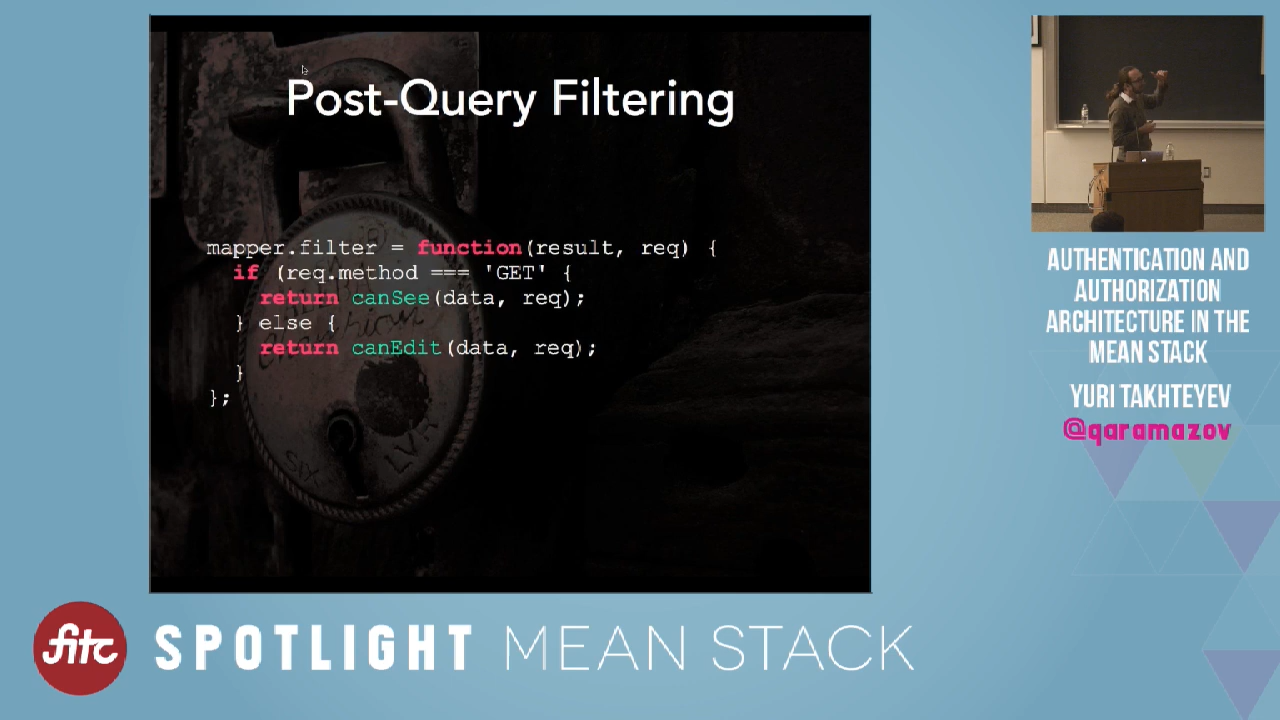 Post-Query Filtering
mapper.filter = function(result, req) {
if (req.method === 'GET' {
return canSee(data, req);
} else {
return canEdit(data, req);
}
};
AUTHENTICATION AND
AUTHORIZATION
ARCHITECTURE IN THE
MEAN STACK
YURI TAKHTEYEV
@qaramazov
fitc
SPOTLIGHT MEAN STACK